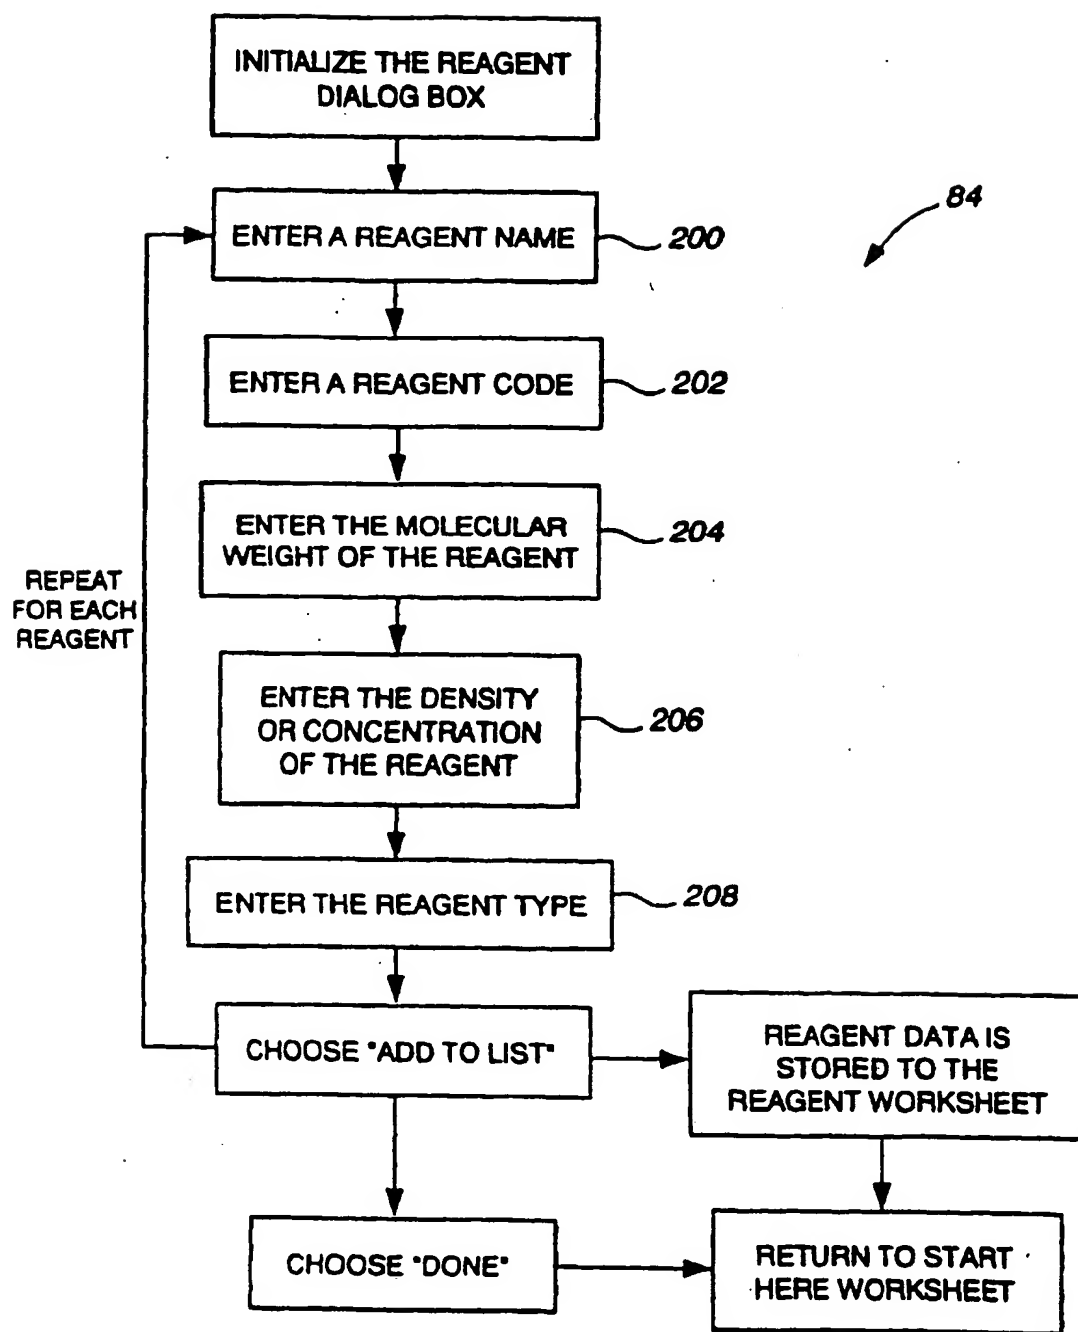 INITIALIZE THE REAGENT
DIALOG BOX
84
ENTER A REAGENT NAME
200
ENTER A REAGENT CODE
202
ENTER THE MOLECULAR
WEIGHT OF THE REAGENT
204
REPEAT
FOR EACH
REAGENT
ENTER THE DENSITY
OR CONCENTRATION
OF THE REAGENT
206
ENTER THE REAGENT TYPE
208
CHOOSE "ADD TO LIST"
REAGENT DATA IS
STORED TO THE
REAGENT WORKSHEET
CHOOSE "DONE"
RETURN TO START
HERE WORKSHEET